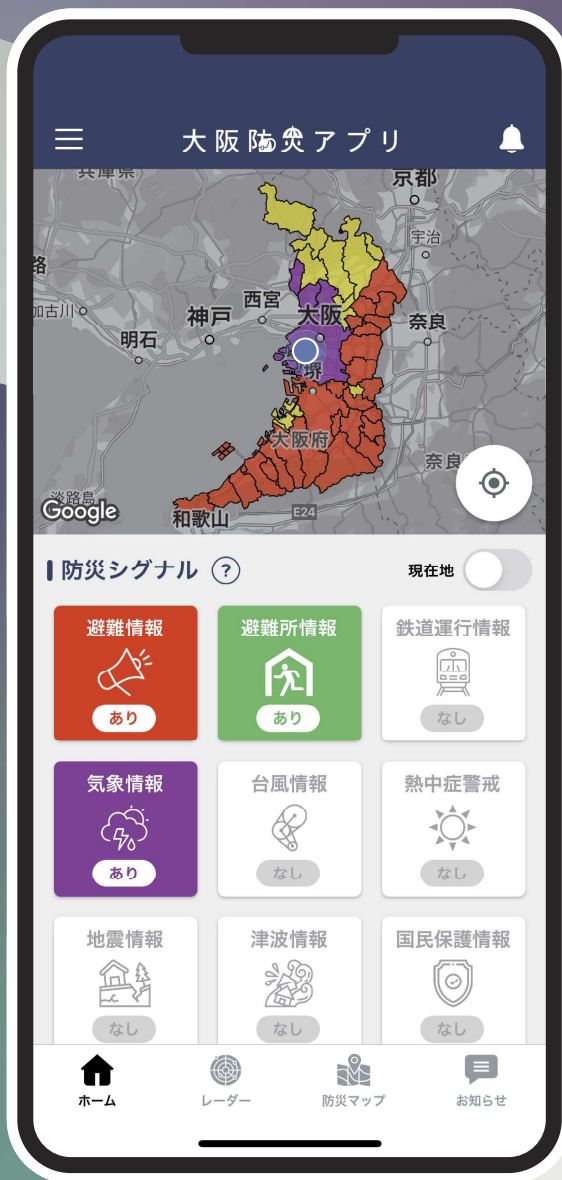 大阪防災アプリ
兵庫県
京都
宇治
路
加古川
西宮
神戸
大阪
奈良
明石
堺
大阪府
奈良
淡路島
Google
和歌山
E24
防災シグナル ?
現在地
避難情報
あり
避難所情報
あり
鉄道運行情報
なし
気象情報
あり
台風情報
なし
熱中症警戒
なし
地震情報
なし
津波情報
なし
国民保護情報
なし
ホーム
レーダー
防災マップ
お知らせ